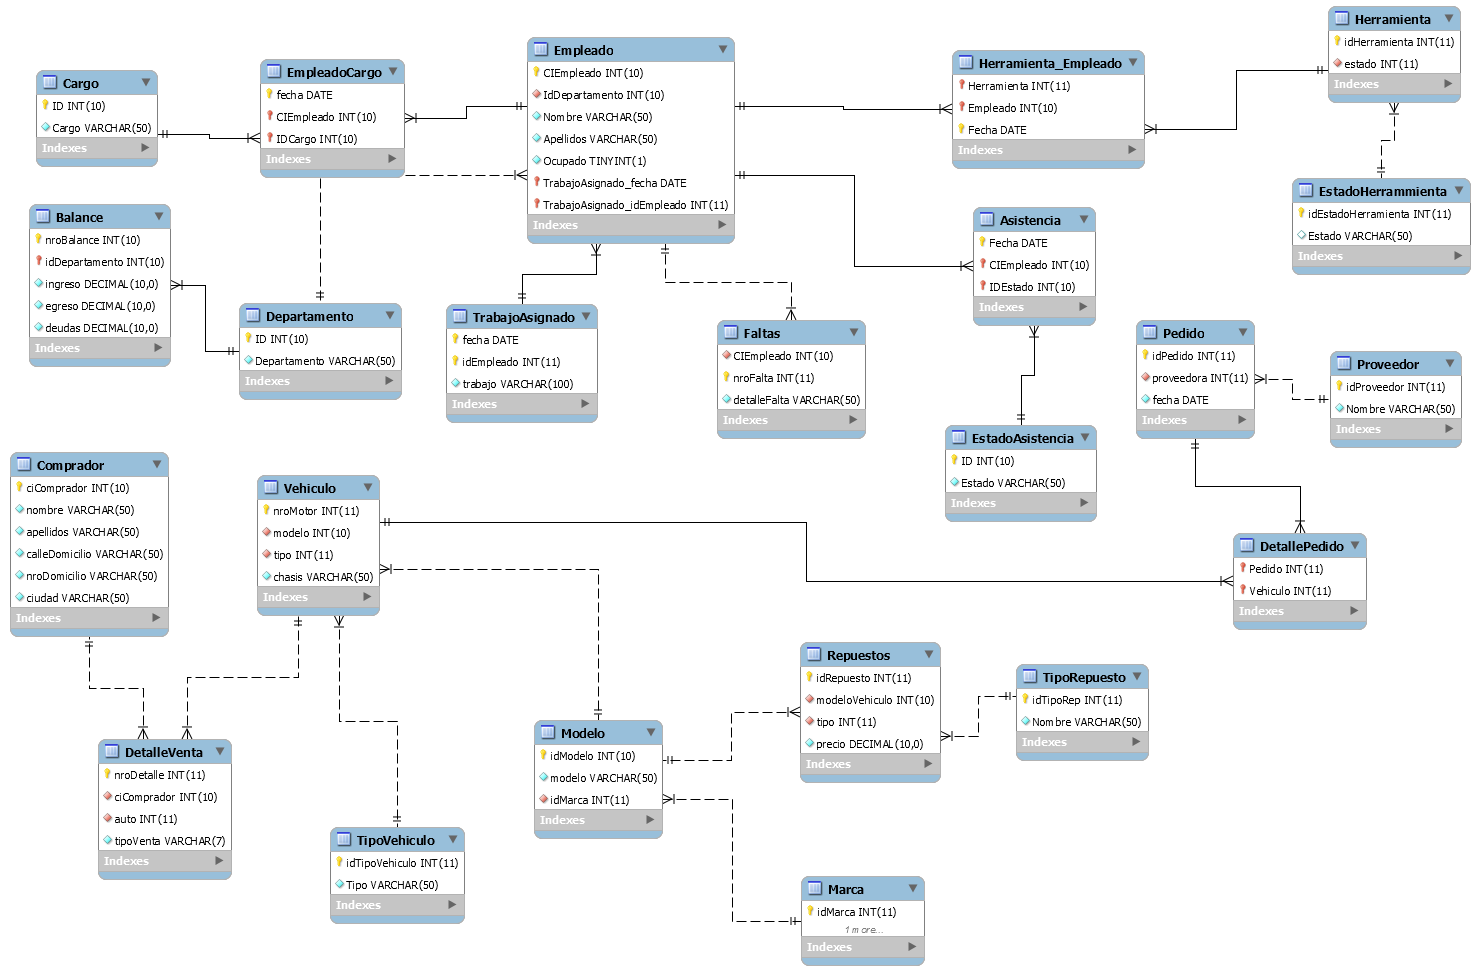 Cargo
ID INT(10)
Cargo VARCHAR(50)
Indexes
EmpleadoCargo
fecha DATE
CIEmpleado INT(10)
IDCargo INT(10)
Indexes
Empleado
CIEmpleado INT(10)
IdDepartamento INT(10)
Nombre VARCHAR(50)
Apellidos VARCHAR(50)
Ocupado TINYINT(1)
TrabajoAsignado_fecha DATE
TrabajoAsignado_idEmpleado INT(11)
Indexes
Herramienta_Empleado
Herramienta INT(11)
Empleado INT(10)
Fecha DATE
Indexes
Herramienta
idHerramienta INT(11)
estado INT(11)
Indexes
EstadoHerrammienta
idEstadoHerramienta INT(11)
Estado VARCHAR(50)
Indexes
Balance
nroBalance INT(10)
idDepartamento INT(10)
ingreso DECIMAL(10,0)
egreso DECIMAL(10,0)
deudas DECIMAL(10,0)
Indexes
Departamento
ID INT(10)
Departamento VARCHAR(50)
Indexes
TrabajoAsignado
fecha DATE
idEmpleado INT(11)
trabajo VARCHAR(100)
Indexes
Faltas
CIEmpleado INT(10)
nroFalta INT(11)
detalleFalta VARCHAR(50)
Indexes
Asistencia
Fecha DATE
CIEmpleado INT(10)
IDEstado INT(10)
Indexes
EstadoAsistencia
ID INT(10)
Estado VARCHAR(50)
Indexes
Pedido
idPedido INT(11)
proveedora INT(11)
fecha DATE
Indexes
Proveedor
idProveedor INT(11)
Nombre VARCHAR(50)
Indexes
Comprador
ciComprador INT(10)
nombre VARCHAR(50)
apellidos VARCHAR(50)
calleDomicilio VARCHAR(50)
nroDomicilio VARCHAR(50)
ciudad VARCHAR(50)
Indexes
Vehiculo
nroMotor INT(11)
modelo INT(10)
tipo INT(11)
chasis VARCHAR(50)
Indexes
DetallePedido
Pedido INT(11)
Vehiculo INT(11)
Indexes
DetalleVenta
nroDetalle INT(11)
ciComprador INT(10)
auto INT(11)
tipoVenta VARCHAR(7)
Indexes
TipoVehiculo
idTipoVehiculo INT(11)
Tipo VARCHAR(50)
Indexes
Modelo
idModelo INT(10)
modelo VARCHAR(50)
idMarca INT(11)
Indexes
Repuestos
idRepuesto INT(11)
modeloVehiculo INT(10)
tipo INT(11)
precio DECIMAL(10,0)
Indexes
TipoRepuesto
idTipoRep INT(11)
Nombre VARCHAR(50)
Indexes
Marca
idMarca INT(11)
1 more...
Indexes